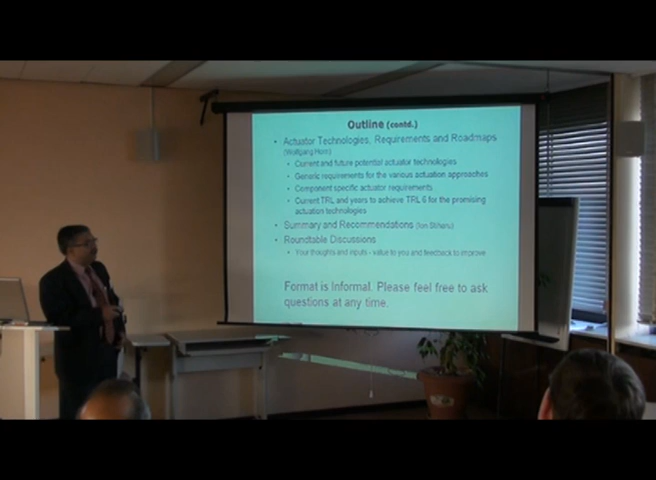 Outline (contd.)
• Actuator Technologies, Requirements and Roadmaps
(Wolfgang Horn)
• Current and future potential actuator technologies
• Generic requirements for the various actuation approaches
• Component specific actuator requirements
• Current TRL and years to achieve TRL 6 for the promising
actuation technologies
• Summary and Recommendations (Ion Stiharu)
• Roundtable Discussions
• Your thoughts and inputs - value to you and feedback to improve
Format is Informal. Please feel free to ask
questions at any time.